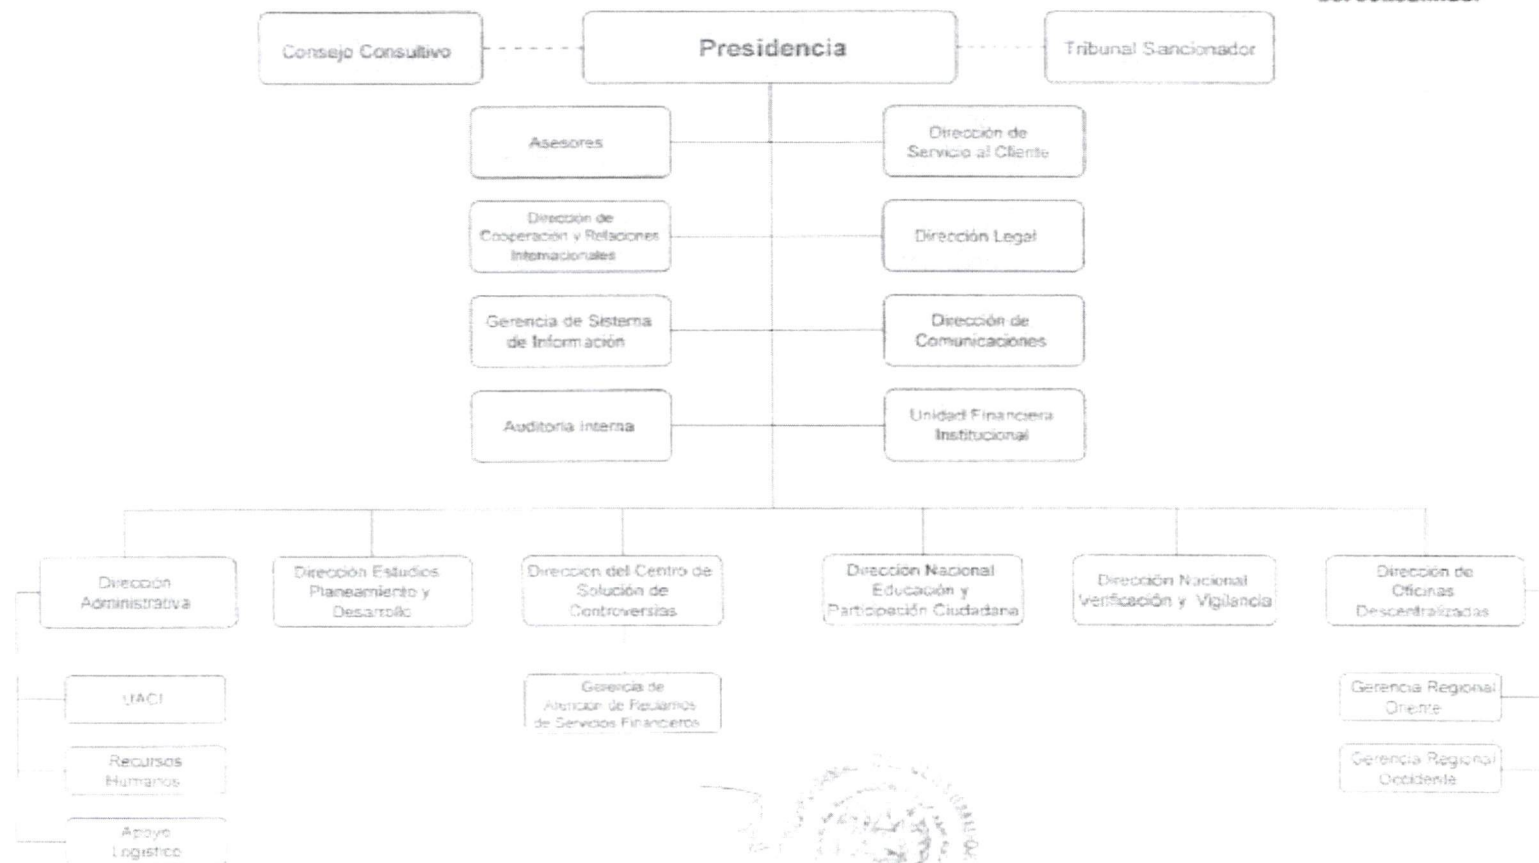 Consejo Consultivo
Presidencia
Tribunal Sancionador
Asesores
Dirección de
Servicio al Cliente
Dirección de
Cooperación y Relaciones
Internacionales
Dirección Legal
Gerencia de Sistema
de Información
Dirección de
Comunicaciones
Auditoría Interna
Unidad Financiera
Institucional
Dirección
Administrativa
Dirección Estudios
Planeamiento y
Desarrollo
Dirección del Centro de
Solución de
Controversias
Dirección Nacional
Educación y
Participación Ciudadana
Dirección Nacional
Verificación y Vigilancia
Dirección de
Oficinas
Descentralizadas
UACI
Recursos
Humanos
Apoyo
Logístico
Gerencia de
Atención de Reclamos
de Servicios Financieros
Gerencia Regional
Oriente
Gerencia Regional
Occidente